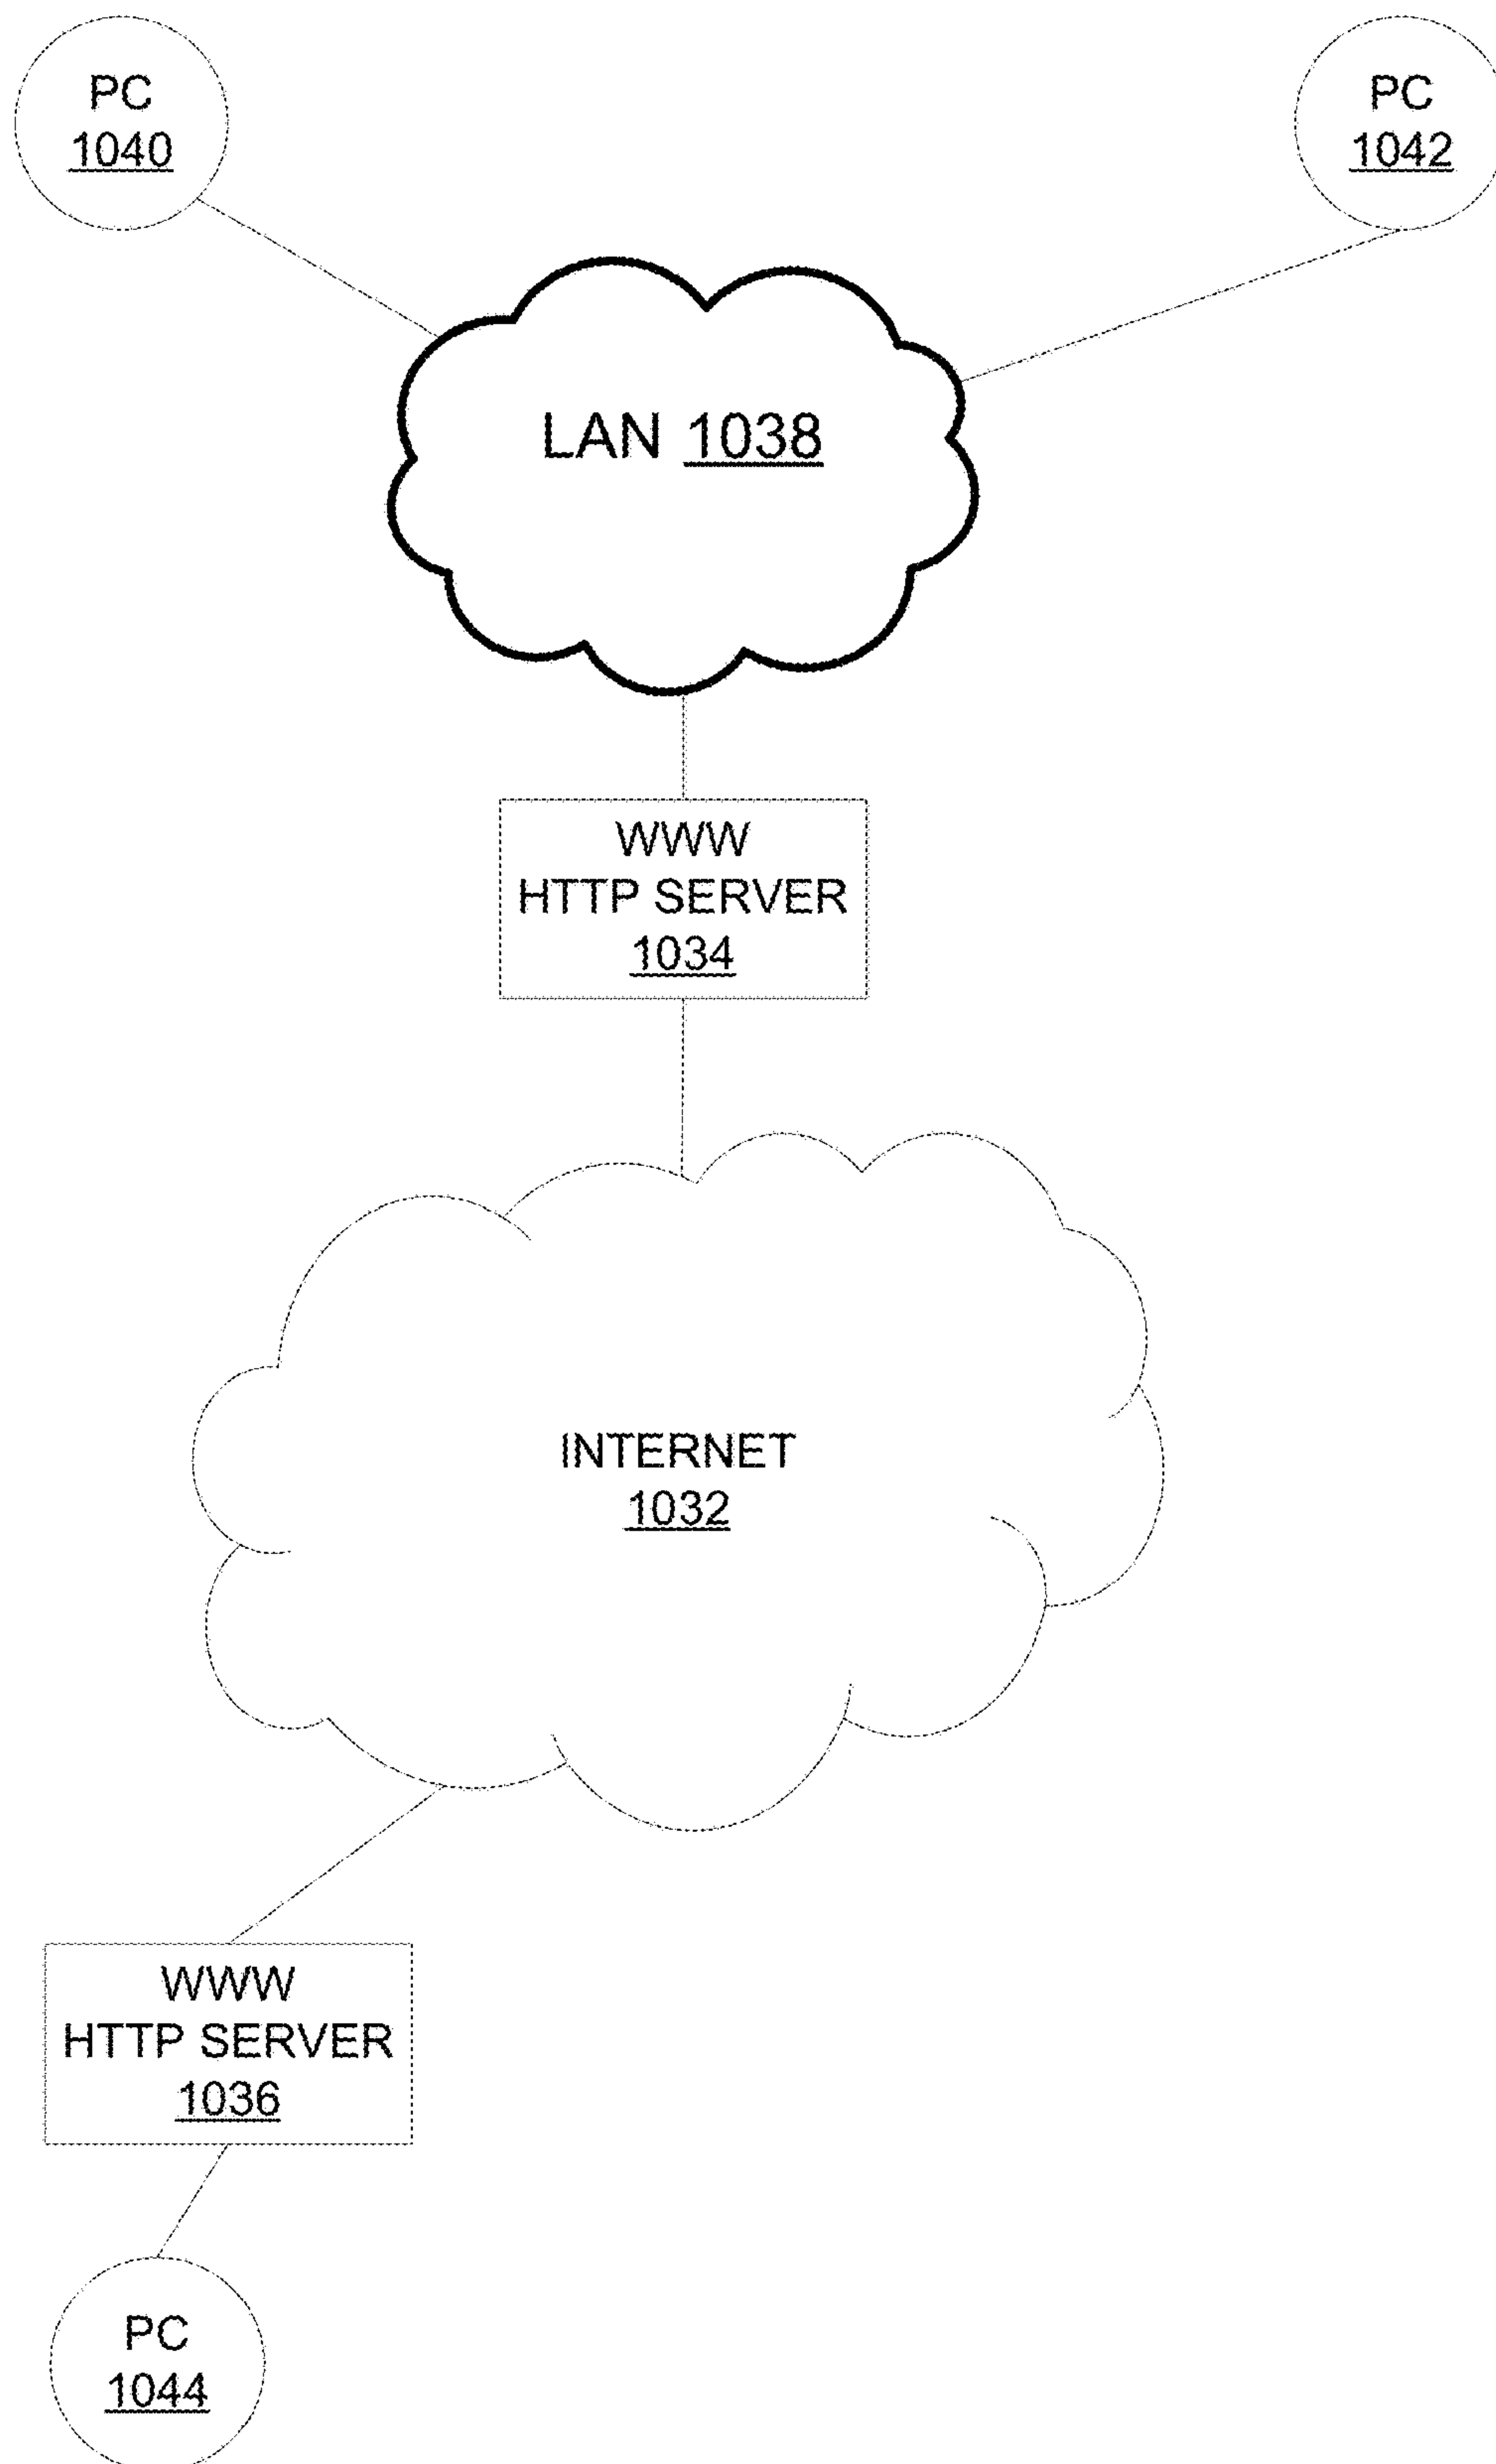 PC
1040
PC
1042
LAN 1038
WWW
HTTP SERVER
1034
INTERNET
1032
WWW
HTTP SERVER
1036
PC
1044